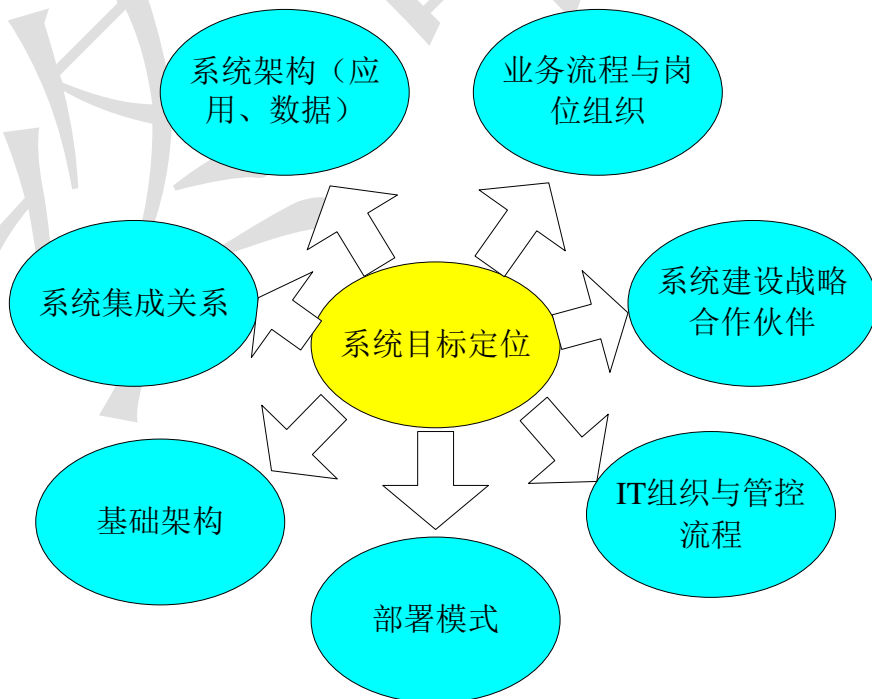 系统架构（应
用、数据）
业务流程与岗
位组织
系统集成关系
系统建设战略
合作伙伴
系统目标定位
基础架构
IT组织与管控
流程
部署模式